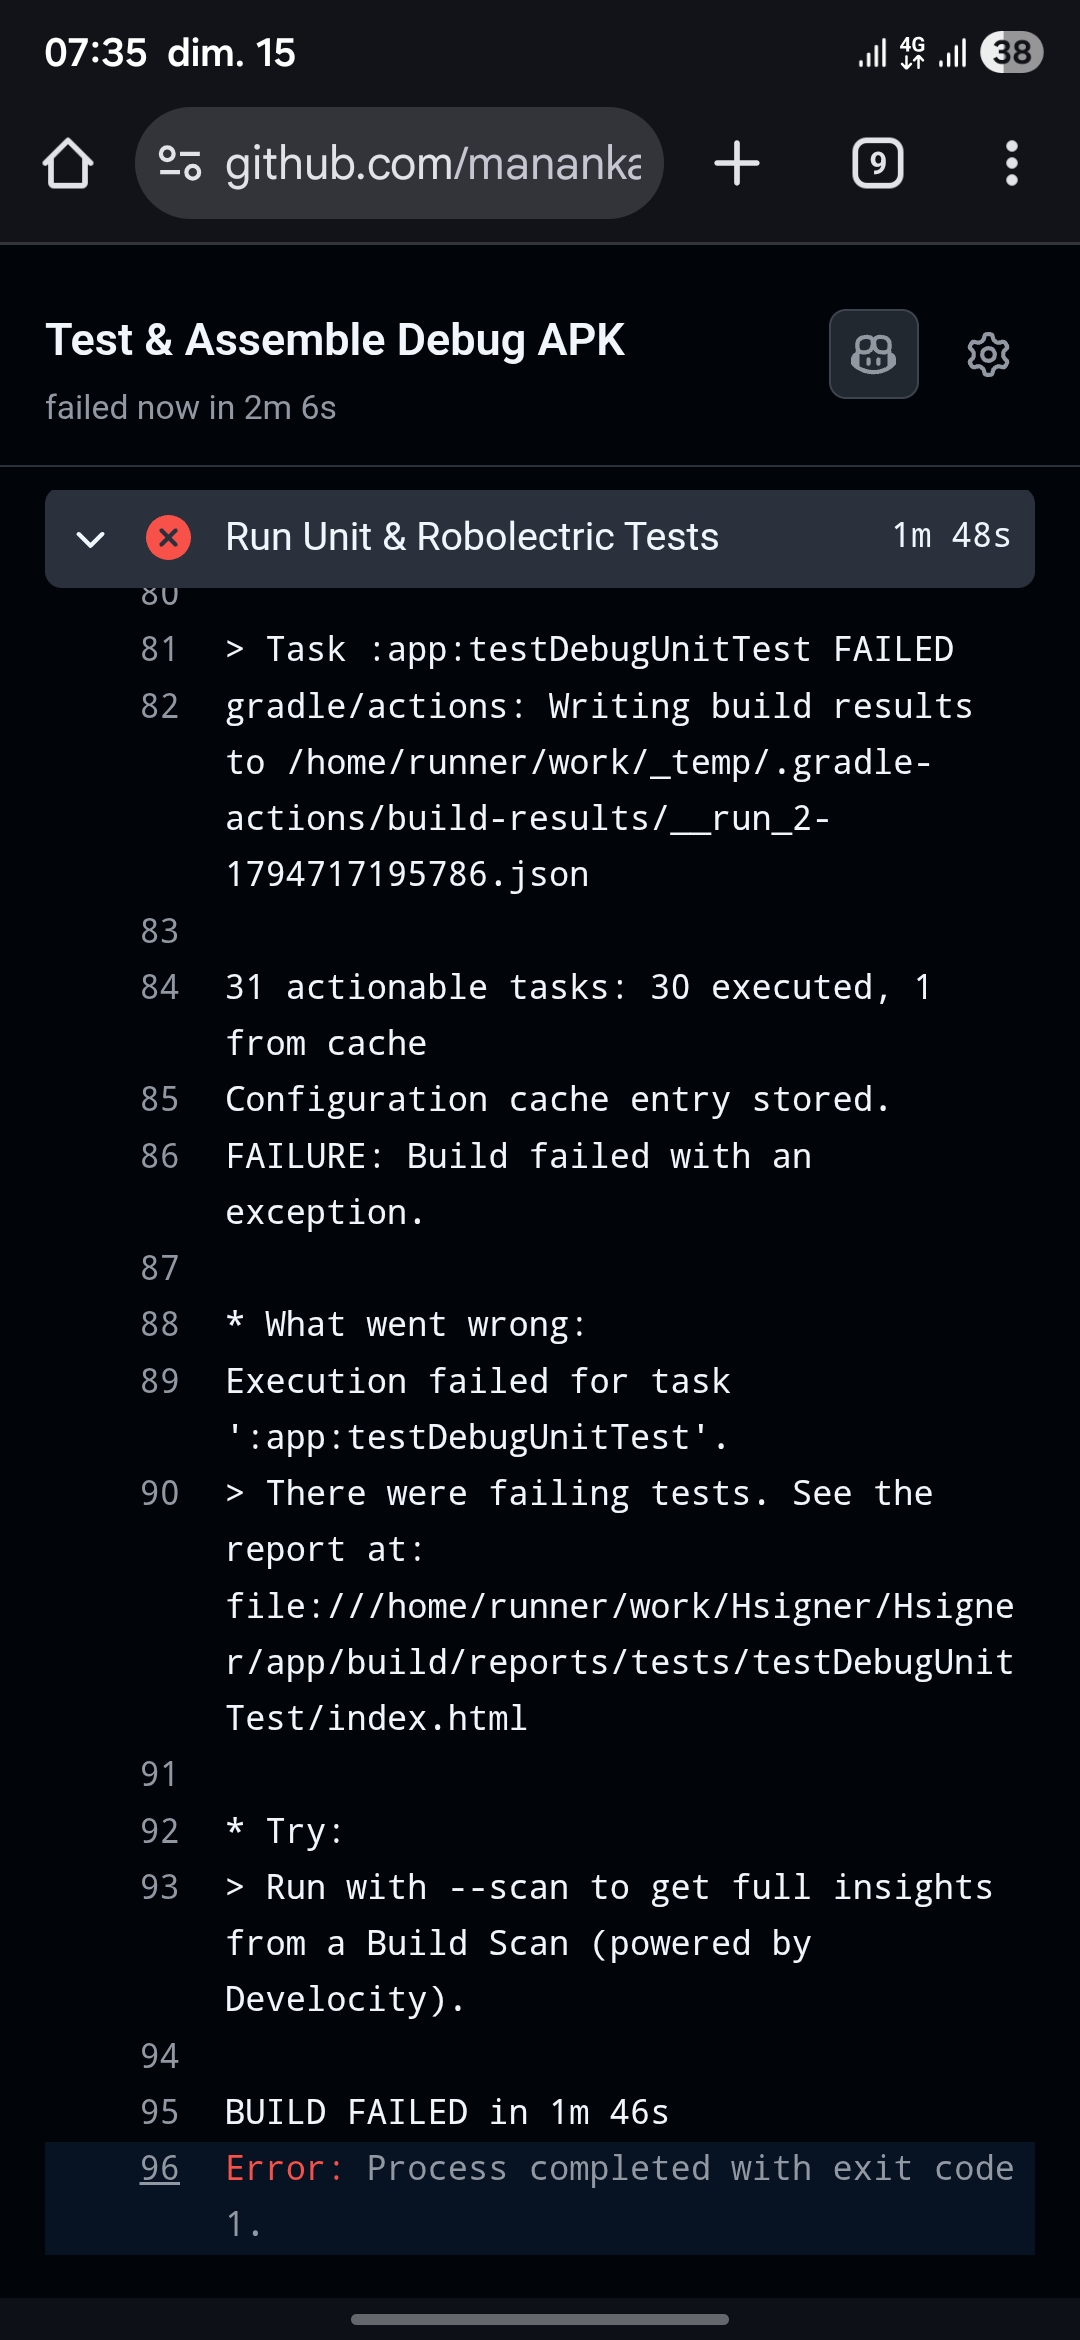 07:35 dim. 15
4G
38
github.com/mananka
9
Test & Assemble Debug APK
failed now in 2m 6s
Run Unit & Robolectric Tests 1m 48s
80
81 > Task :app:testDebugUnitTest FAILED
82 gradle/actions: Writing build results
to /home/runner/work/_temp/.gradle-
actions/build-results/__run_2-
1794717195786.json
83
84 31 actionable tasks: 30 executed, 1
from cache
85 Configuration cache entry stored.
86 FAILURE: Build failed with an
exception.
87
88 * What went wrong:
89 Execution failed for task
':app:testDebugUnitTest'.
90 > There were failing tests. See the
report at:
file:///home/runner/work/Hsigner/Hsigne
r/app/build/reports/tests/testDebugUnit
Test/index.html
91
92 * Try:
93 > Run with --scan to get full insights
from a Build Scan (powered by
Develocity).
94
95 BUILD FAILED in 1m 46s
96 Error: Process completed with exit code
1.